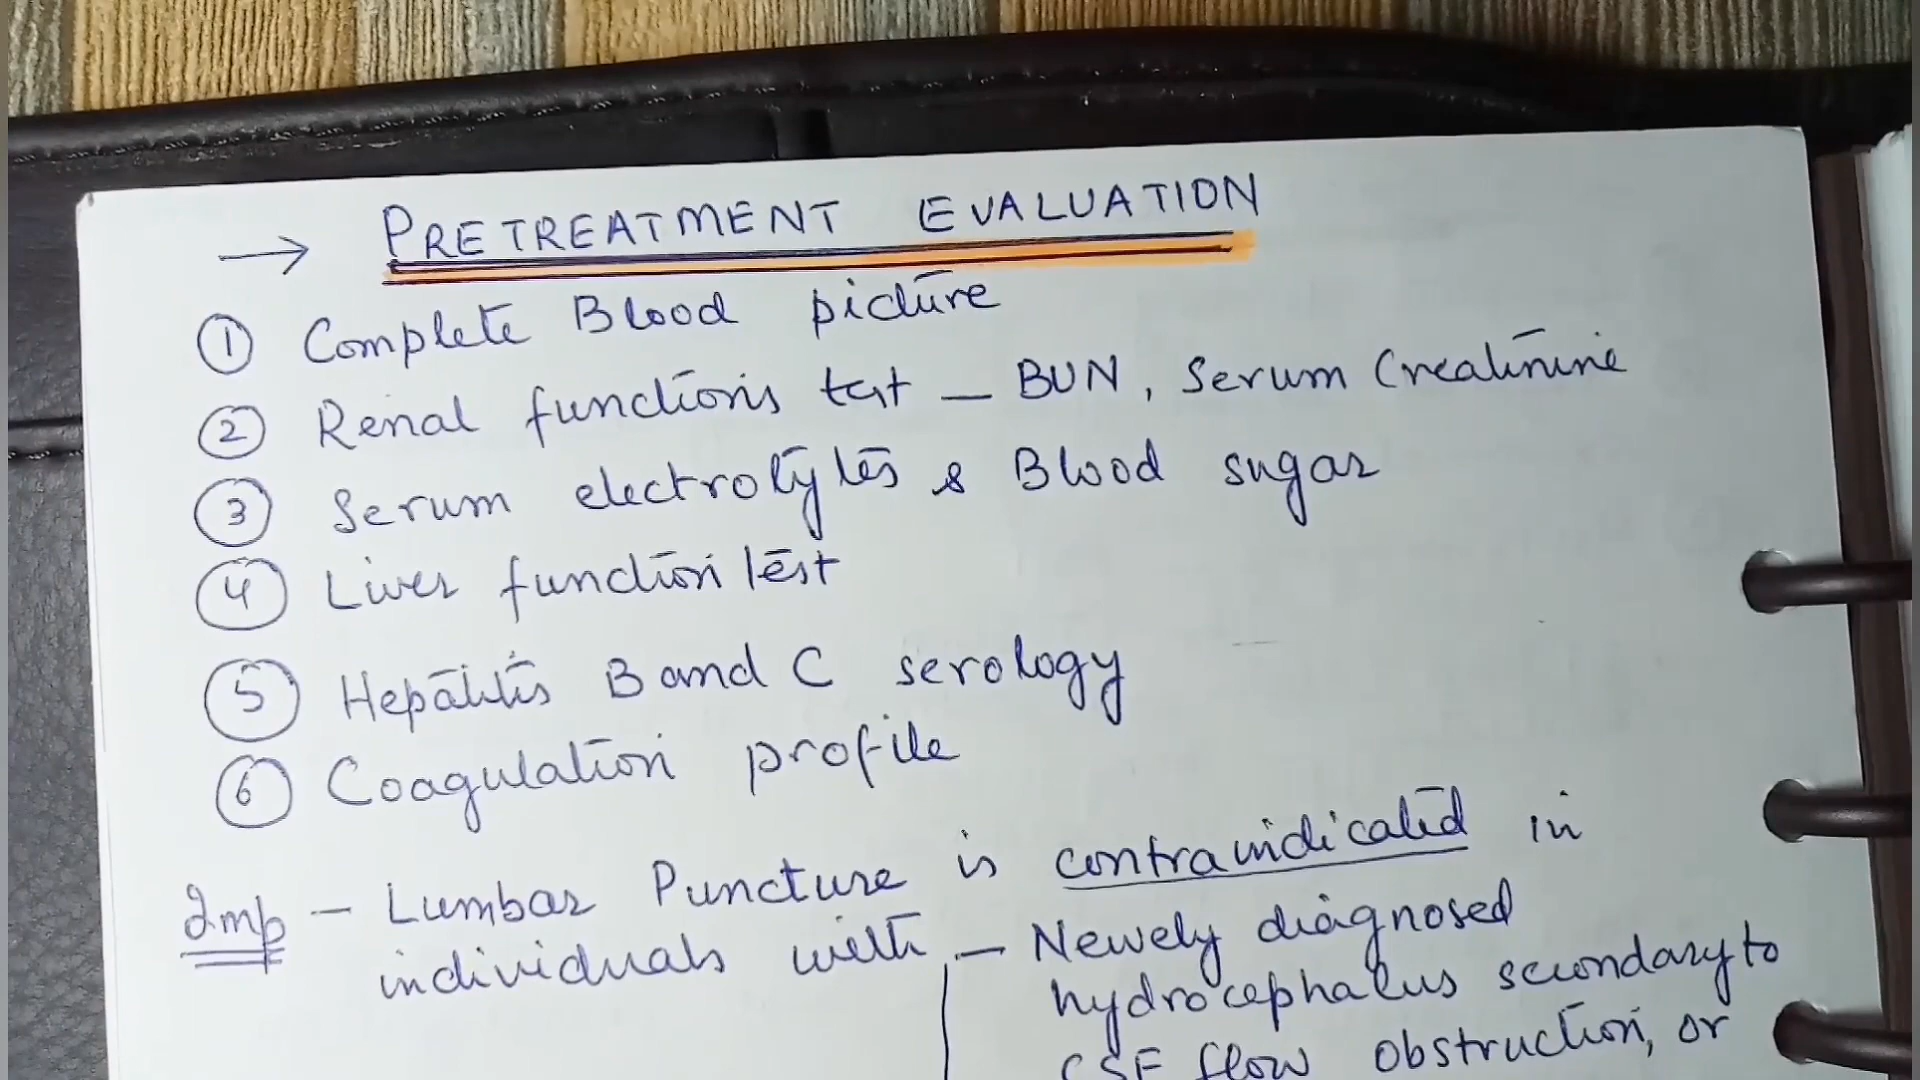 → PRETREATMENT EVALUATION
① Complete Blood picture
② Renal functions test – BUN, Serum Creatinine
③ Serum electrolytes & Blood sugar
④ Liver function test
⑤ Hepatitis B and C serology
⑥ Coagulation profile
Imp – Lumbar Puncture is contraindicated in
individuals with – Newely diagnosed
hydrocephalus secondary to
CSF flow obstruction, or